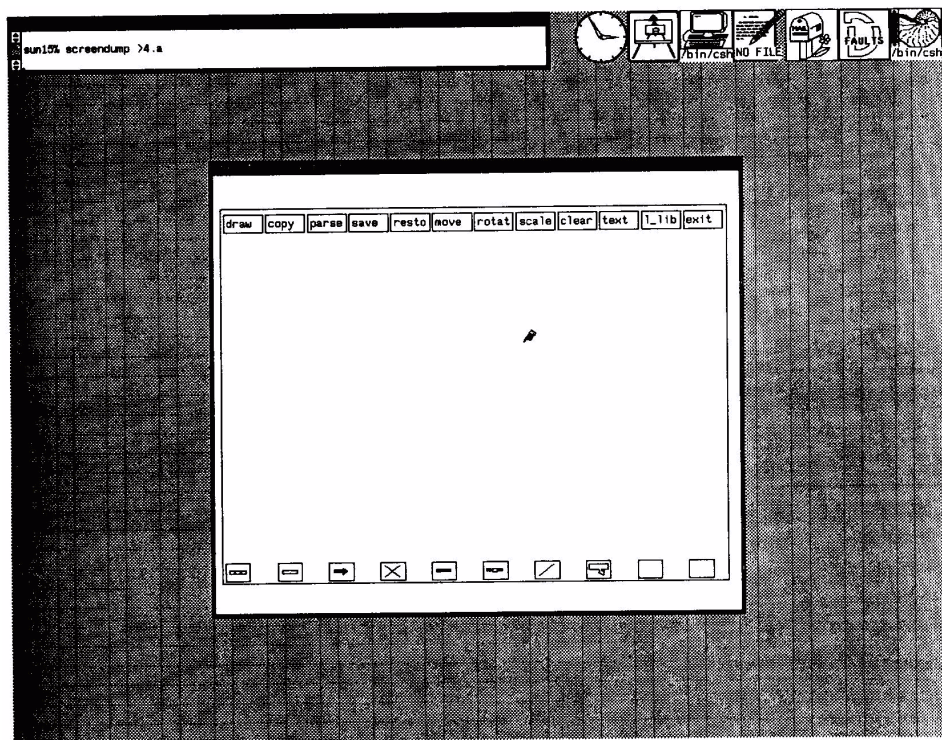 sun15% screendump >4.a
/bin/csh NO FILE MAIL FAULTS /bin/csh
draw copy parse save resto move rotat scale clear text l_lib exit